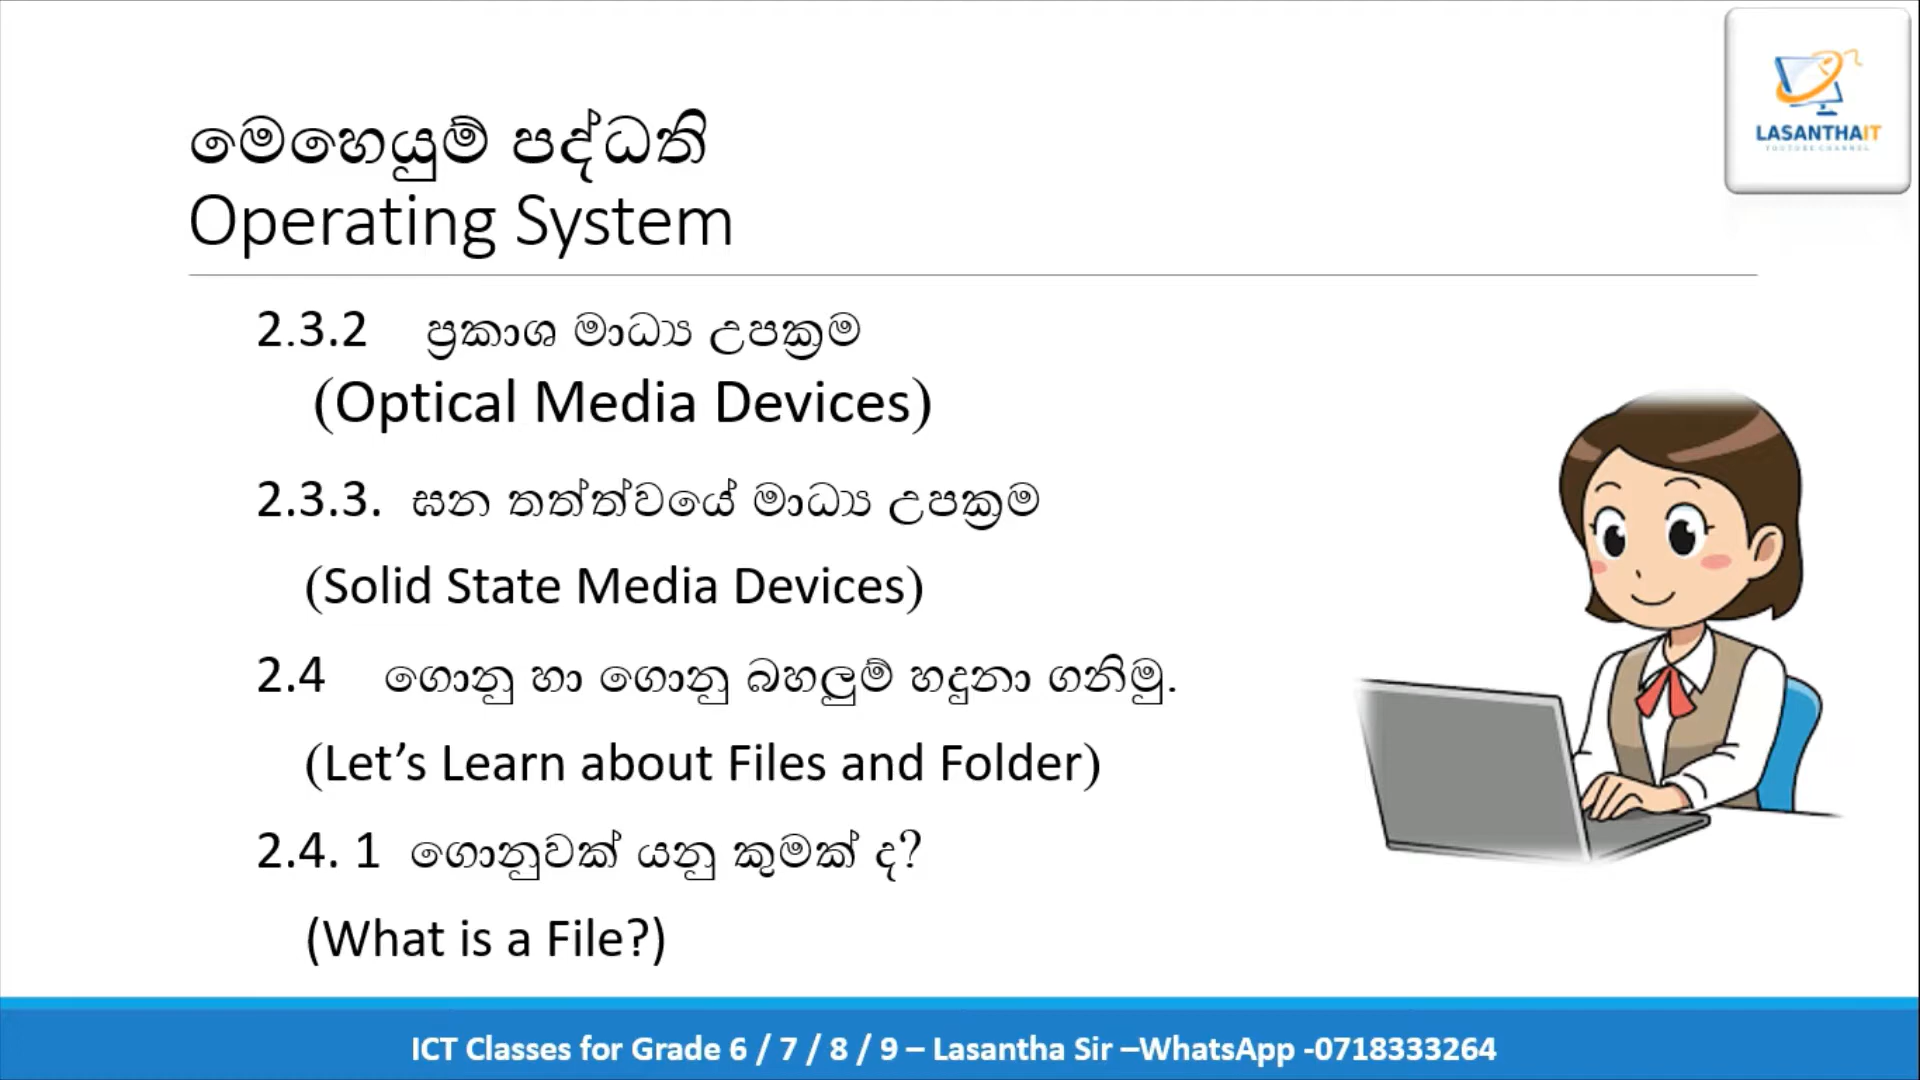 LASANTHAIT
YOUTUBE CHANNEL
මෙහෙයුම් පද්ධති
Operating System
2.3.2 ප්‍රකාශ මාධ්‍ය උපක්‍රම
(Optical Media Devices)
2.3.3. ඝන තත්ත්වයේ මාධ්‍ය උපක්‍රම
(Solid State Media Devices)
2.4 ගොනු හා ගොනු බහලුම් හදුනා ගනිමු.
(Let’s Learn about Files and Folder)
2.4. 1 ගොනුවක් යනු කුමක් ද?
(What is a File?)
ICT Classes for Grade 6 / 7 / 8 / 9 – Lasantha Sir –WhatsApp -0718333264